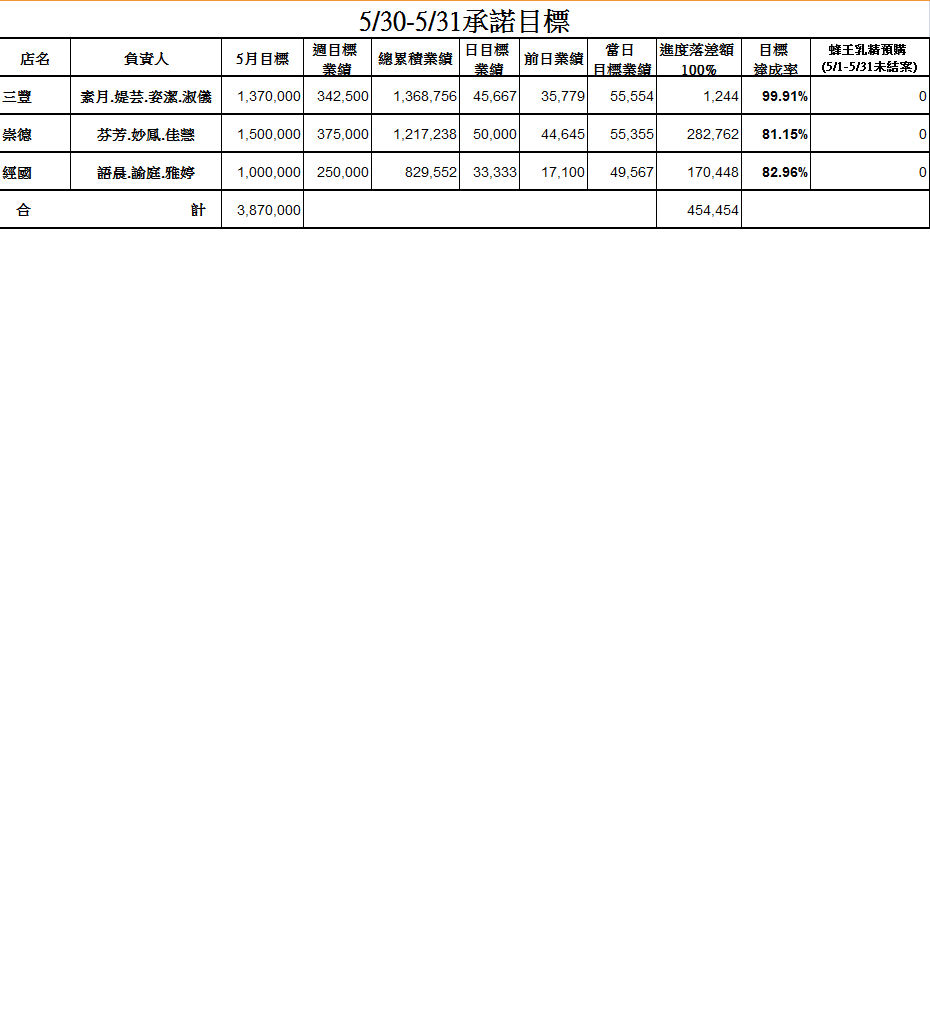 5/30-5/31承諾目標
店名 負責人 5月目標 週目標業績 總累積業績 日目標業績 前日業績 當日目標業績 進度落差額100% 目標達成率 蜂王乳精預購(5/1-5/31未結案)
三豐 素月.媞芸.姿潔.淑儀 1,370,000 342,500 1,368,756 45,667 35,779 55,554 1,244 99.91% 0
崇德 芬芳.妙鳳.佳慧 1,500,000 375,000 1,217,238 50,000 44,645 55,355 282,762 81.15% 0
經國 語晨.諭庭.雅婷 1,000,000 250,000 829,552 33,333 17,100 49,567 170,448 82.96% 0
合 計 3,870,000 454,454